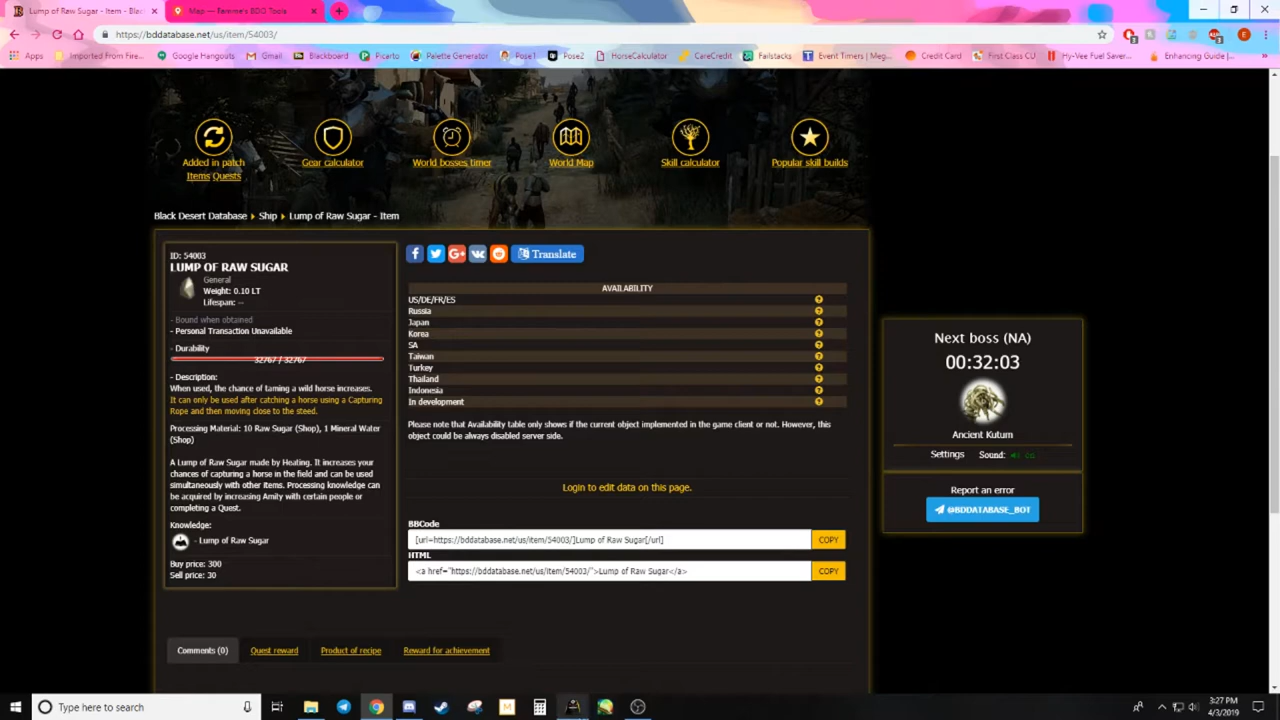 Lump of Raw Sugar - Item - Blac
Map — Famme's BDO Tools
https://bddatabase.net/us/item/54003/
Apps
Imported From Fire...
Google Hangouts
Gmail
Blackboard
Picarto
Palette Generator
Pose1
Pose2
HorseCalculator
CareCredit
Failstacks
Event Timers | Meg...
Credit Card
First Class CU
Hy-Vee Fuel Saver...
Enhancing Guide |...
Added in patch
Items Quests
Gear calculator
World bosses timer
World Map
Skill calculator
Popular skill builds
Black Desert Database
Ship
Lump of Raw Sugar - Item
ID: 54003
LUMP OF RAW SUGAR
General
Weight: 0.10 LT
Lifespan: --
- Bound when obtained
- Personal Transaction Unavailable
- Durability
32767 / 32767
- Description:
When used, the chance of taming a wild horse increases.
It can only be used after catching a horse using a Capturing
Rope and then moving close to the steed.
Processing Material: 10 Raw Sugar (Shop), 1 Mineral Water
(Shop)
A Lump of Raw Sugar made by Heating. It increases your
chances of capturing a horse in the field and can be used
simultaneously with other items. Processing knowledge can
be acquired by increasing Amity with certain people or
completing a Quest.
Knowledge:
- Lump of Raw Sugar
Buy price: 300
Sell price: 30
Translate
AVAILABILITY
US/DE/FR/ES
Russia
Japan
Korea
SA
Taiwan
Turkey
Thailand
Indonesia
In development
Please note that Availability table only shows if the current object implemented in the game client or not. However, this
object could be always disabled server side.
Login to edit data on this page.
BBCode
[url=https://bddatabase.net/us/item/54003/]Lump of Raw Sugar[/url]
COPY
HTML
<a href="https://bddatabase.net/us/item/54003/">Lump of Raw Sugar</a>
COPY
Next boss (NA)
00:32:03
Ancient Kutum
Settings
Sound:
On
Report an error
@BDDATABASE_BOT
Comments (0)
Quest reward
Product of recipe
Reward for achievement
Type here to search
3:27 PM
4/3/2019